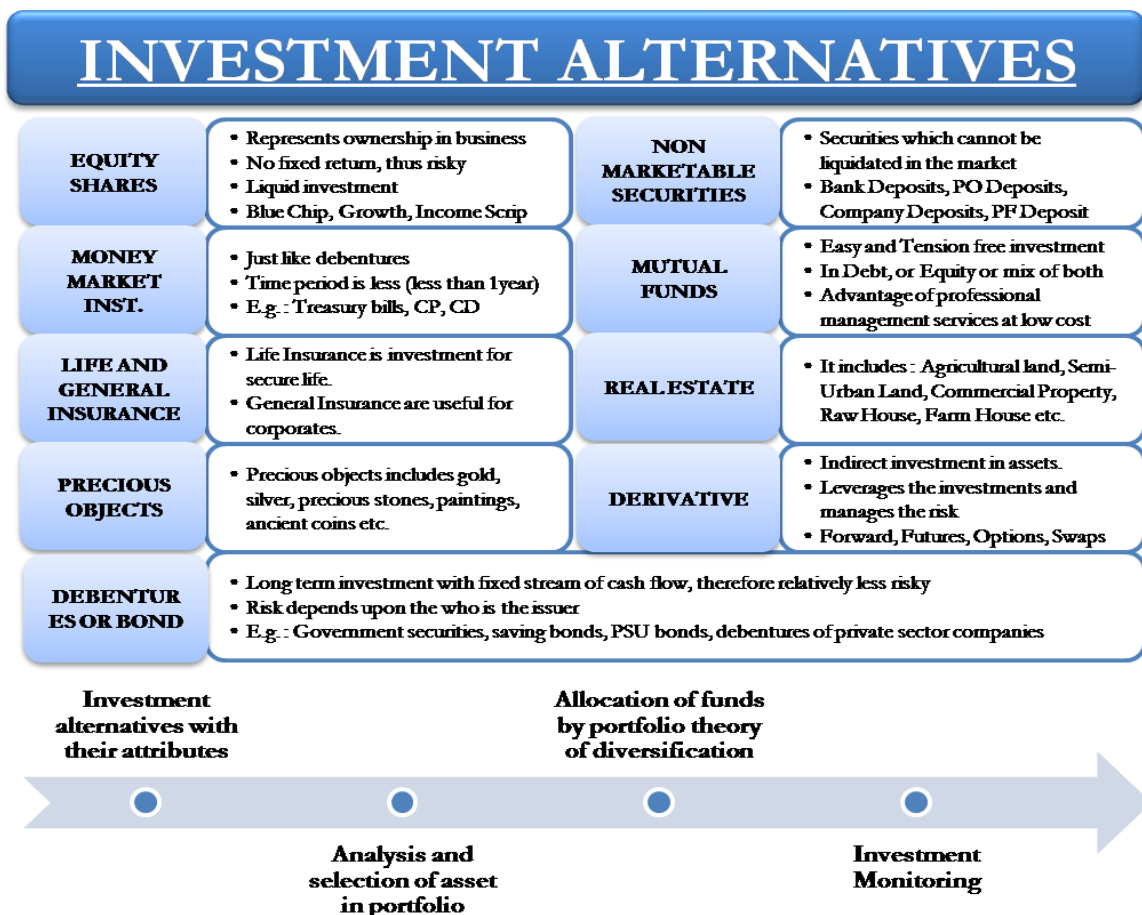 INVESTMENT ALTERNATIVES
EQUITY
SHARES
• Represents ownership in business
• No fixed return, thus risky
• Liquid investment
• Blue Chip, Growth, Income Scrip
NON
MARKETABLE
SECURITIES
• Securities which cannot be
liquidated in the market
• Bank Deposits, PO Deposits,
Company Deposits, PF Deposit
MONEY
MARKET
INST.
• Just like debentures
• Time period is less (less than 1year)
• E.g.: Treasury bills, CP, CD
MUTUAL
FUNDS
• Easy and Tension free investment
• In Debt, or Equity or mix of both
• Advantage of professional
management services at low cost
LIFE AND
GENERAL
INSURANCE
• Life Insurance is investment for
secure life.
• General Insurance are useful for
corporates.
REAL ESTATE
• It includes : Agricultural land, Semi-
Urban Land, Commercial Property,
Raw House, Farm House etc.
PRECIOUS
OBJECTS
• Precious objects includes gold,
silver, precious stones, paintings,
ancient coins etc.
DERIVATIVE
• Indirect investment in assets.
• Leverages the investments and
manages the risk
• Forward, Futures, Options, Swaps
DEBENTUR
ES OR BOND
• Long term investment with fixed stream of cash flow, therefore relatively less risky
• Risk depends upon the who is the issuer
• E.g.: Government securities, saving bonds, PSU bonds, debentures of private sector companies
Investment
alternatives with
their attributes
Analysis and
selection of asset
in portfolio
Allocation of funds
by portfolio theory
of diversification
Investment
Monitoring